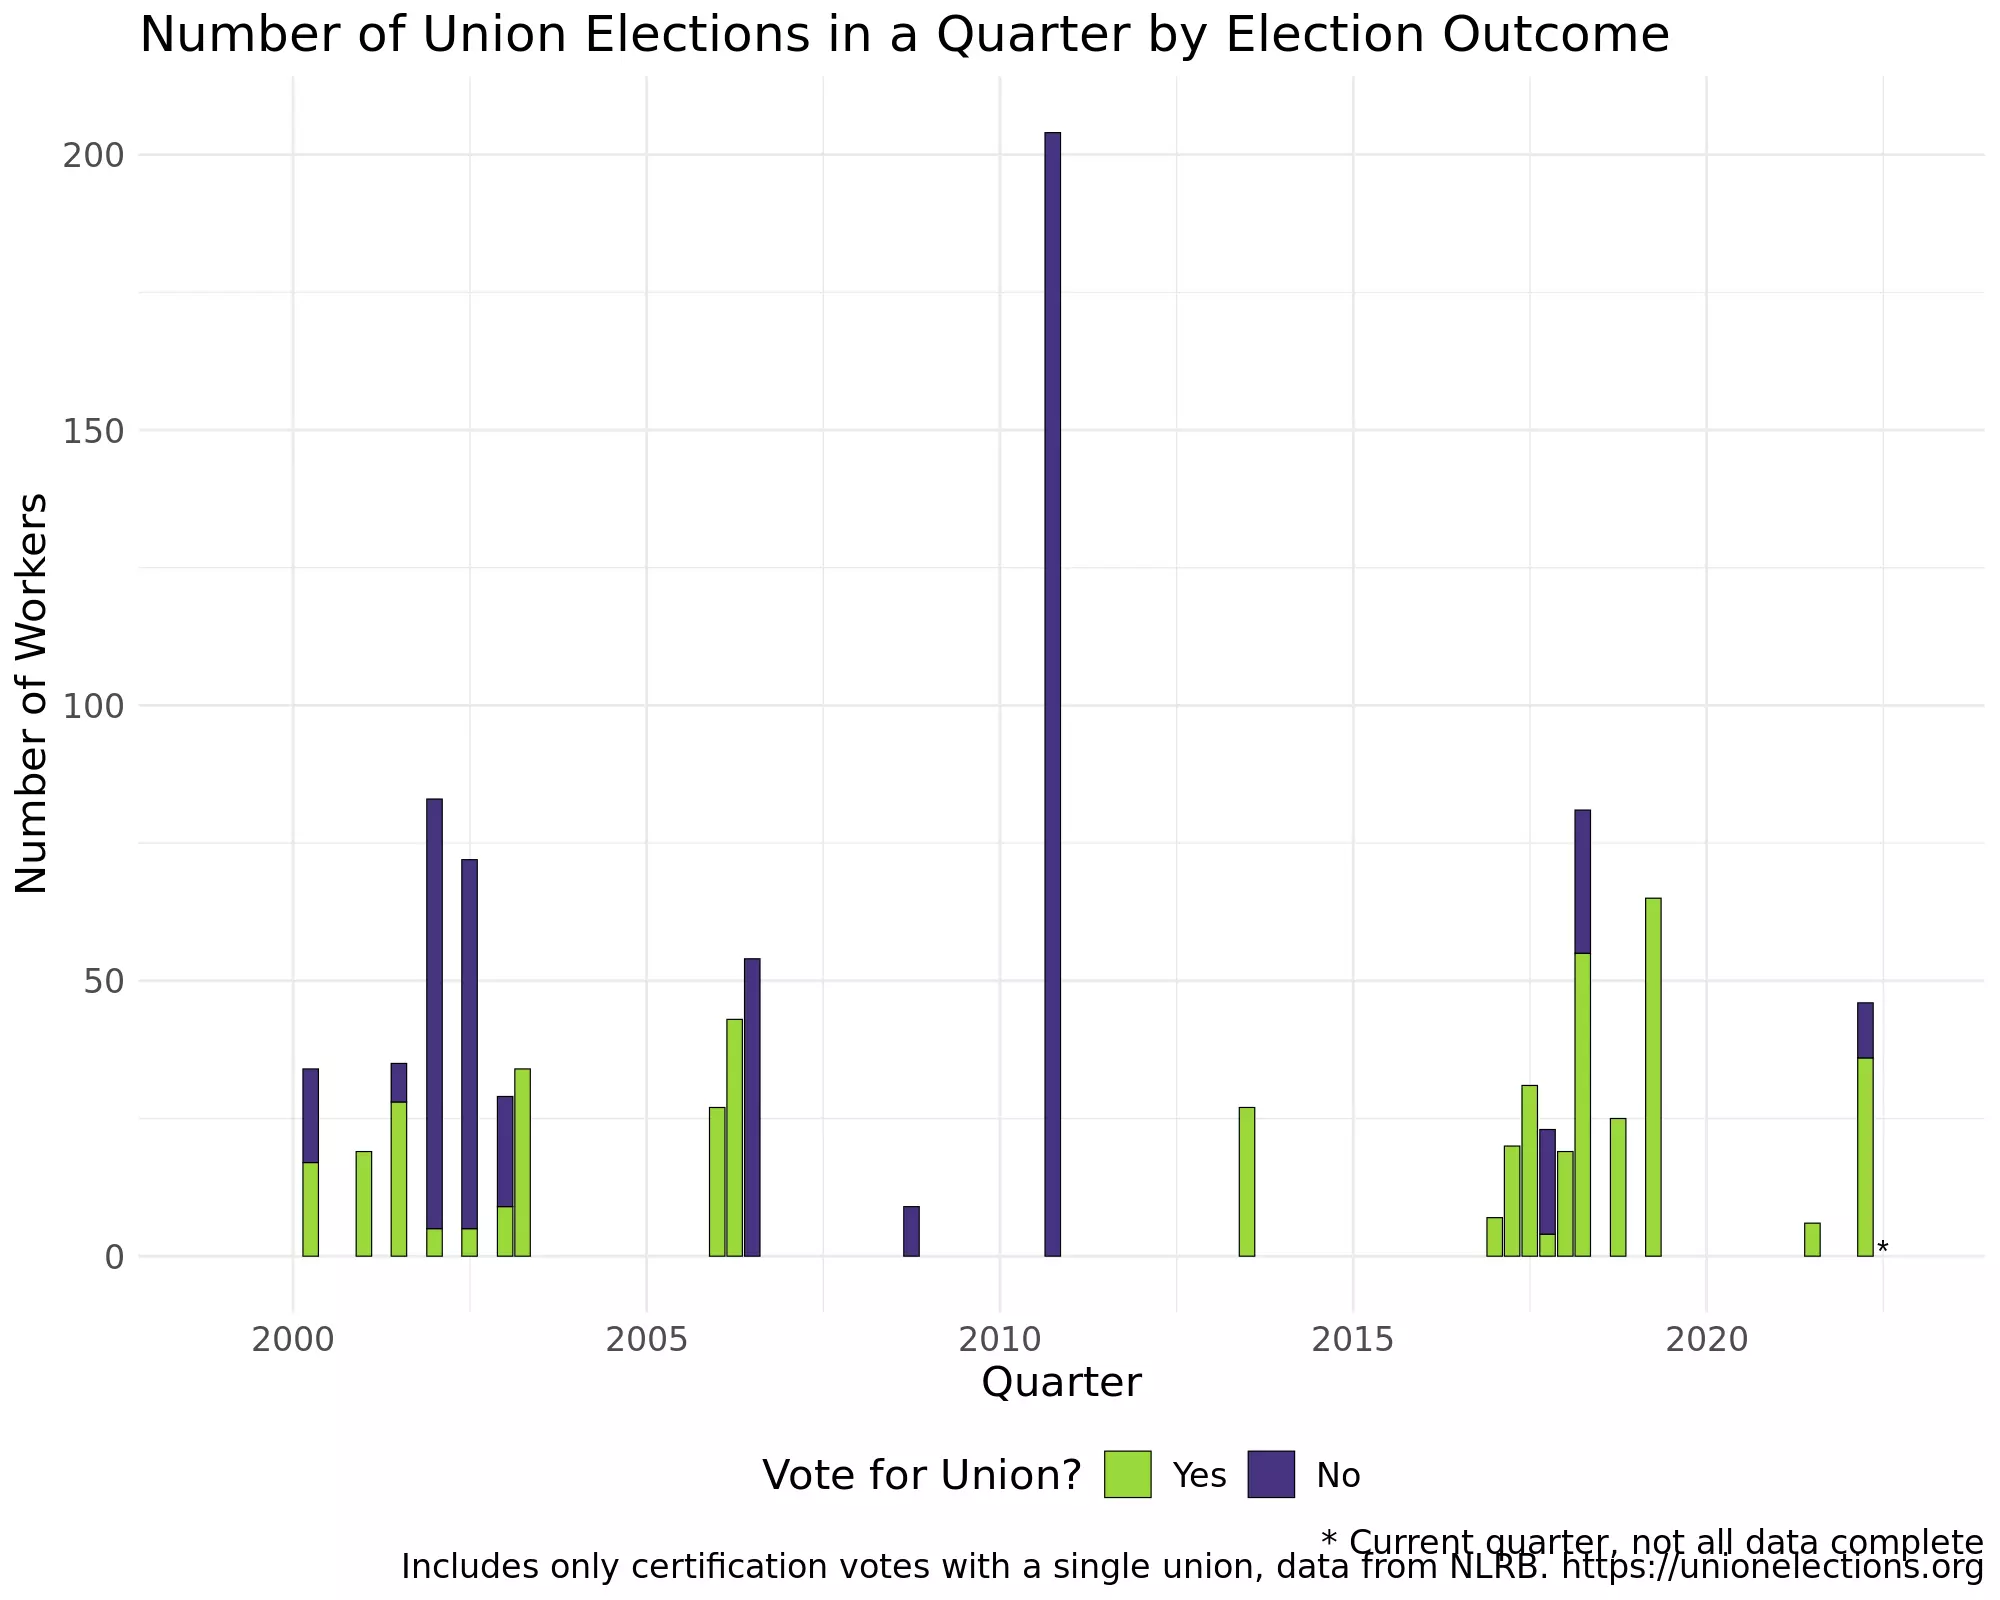 Number of Union Elections in a Quarter by Election Outcome
Number of Workers
200
150
100
50
0
*
2000 2005 2010 2015 2020
Quarter
Vote for Union? Yes No
* Current quarter, not all data complete
Includes only certification votes with a single union, data from NLRB. https://unionelections.org